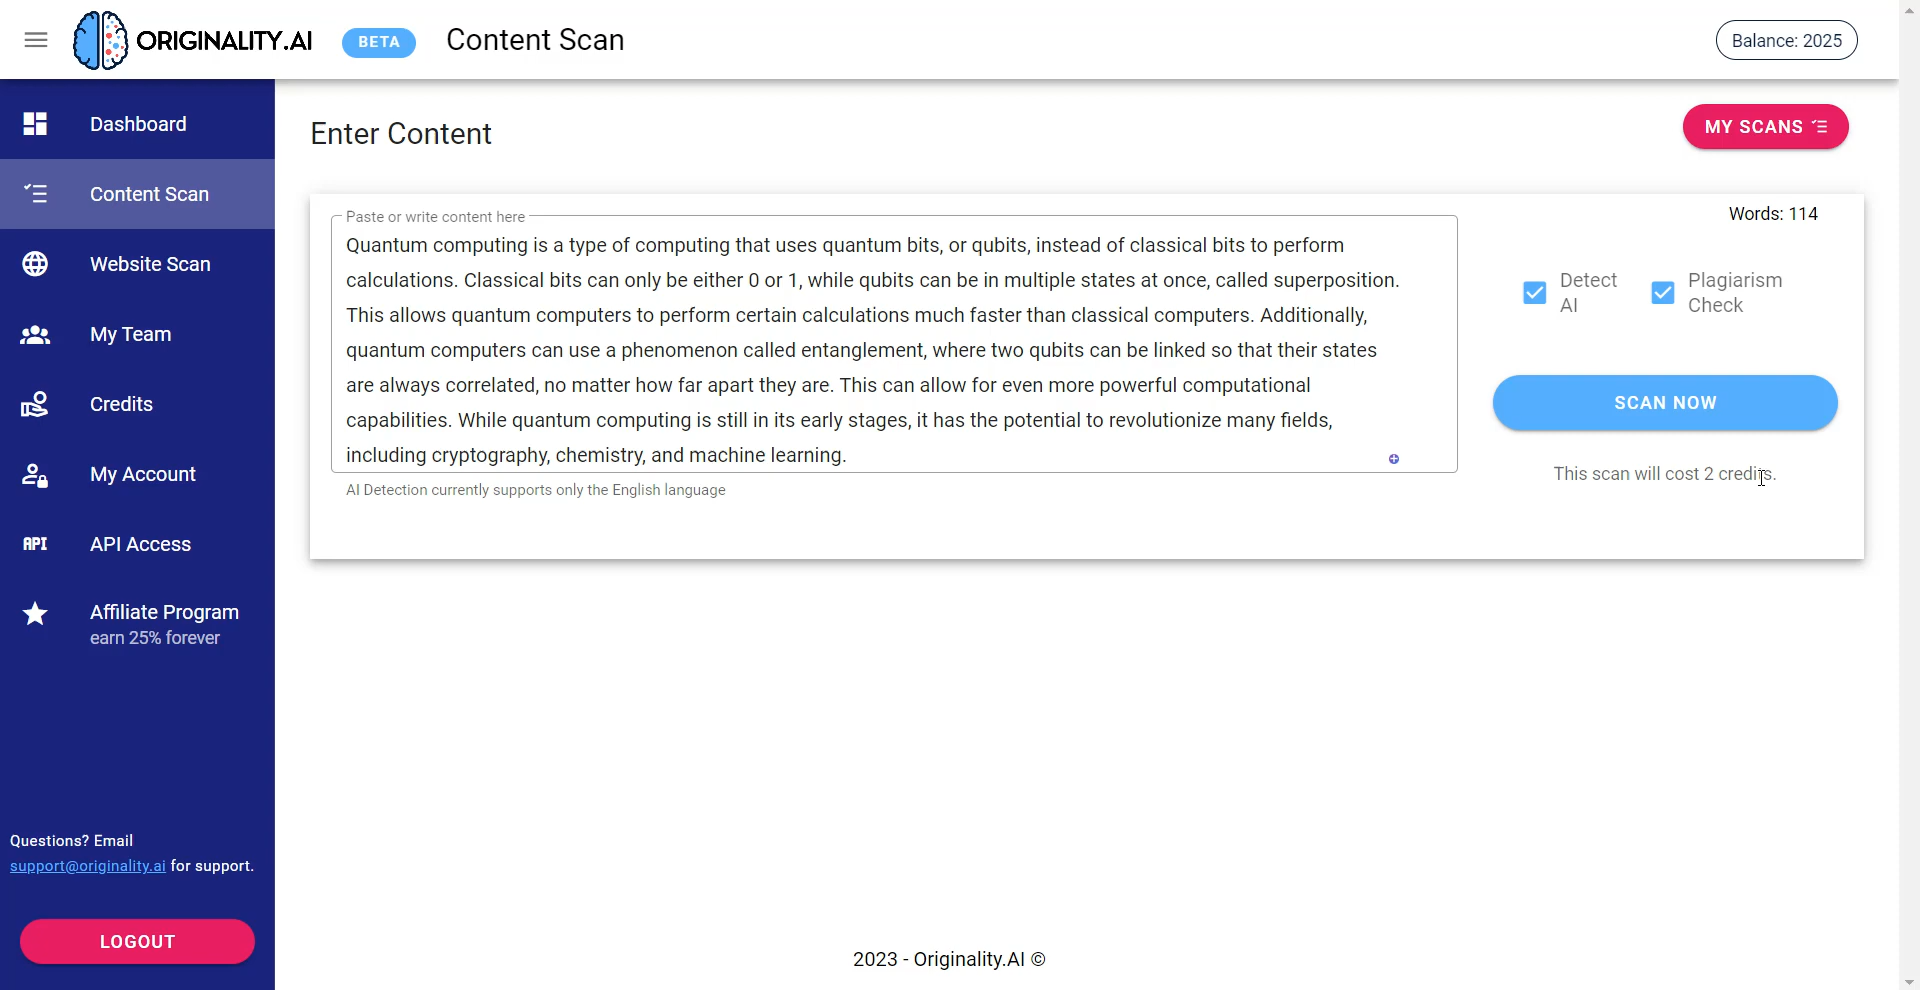 ORIGINALITY.AI
BETA
Content Scan
Balance: 2025
Dashboard
Content Scan
Website Scan
My Team
Credits
My Account
API
API Access
Affiliate Program
earn 25% forever
Questions? Email
support@originality.ai for support.
LOGOUT
Enter Content
MY SCANS
Paste or write content here
Quantum computing is a type of computing that uses quantum bits, or qubits, instead of classical bits to perform
calculations. Classical bits can only be either 0 or 1, while qubits can be in multiple states at once, called superposition.
This allows quantum computers to perform certain calculations much faster than classical computers. Additionally,
quantum computers can use a phenomenon called entanglement, where two qubits can be linked so that their states
are always correlated, no matter how far apart they are. This can allow for even more powerful computational
capabilities. While quantum computing is still in its early stages, it has the potential to revolutionize many fields,
including cryptography, chemistry, and machine learning.
AI Detection currently supports only the English language
Words: 114
Detect
AI
Plagiarism
Check
SCAN NOW
This scan will cost 2 credits.
2023 - Originality.AI ©